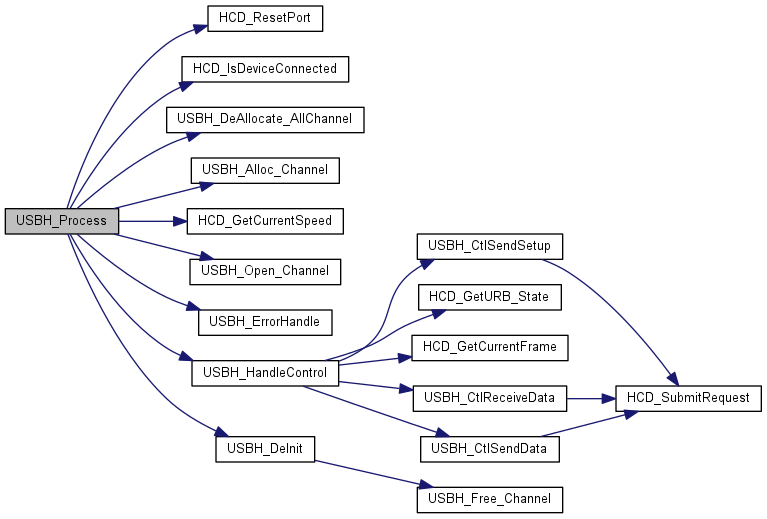 HCD_ResetPort
HCD_IsDeviceConnected
USBH_DeAllocate_AllChannel
USBH_Alloc_Channel
USBH_Process
HCD_GetCurrentSpeed
USBH_Open_Channel
USBH_ErrorHandle
USBH_HandleControl
USBH_DeInit
USBH_CtlSendSetup
HCD_GetURB_State
HCD_GetCurrentFrame
USBH_CtlReceiveData
USBH_CtlSendData
USBH_Free_Channel
HCD_SubmitRequest